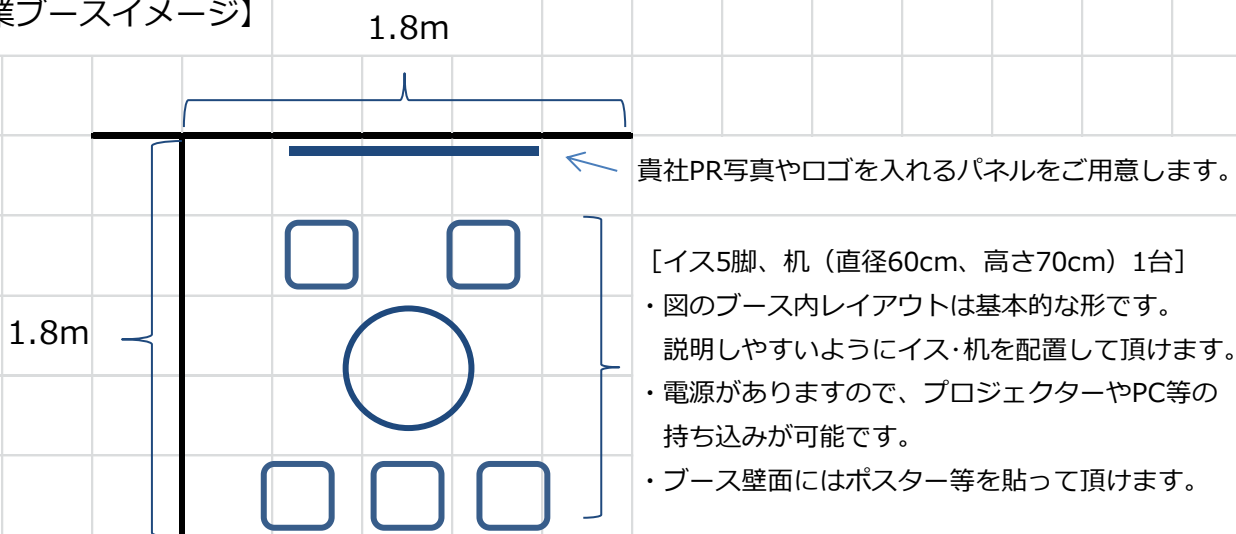 業ブースイメージ】
1.8m
貴社PR写真やロゴを入れるパネルをご用意します。
［イス5脚、机（直径60cm、高さ70cm）1台］
・図のブース内レイアウトは基本的な形です。
説明しやすいようにイス･机を配置して頂けます。
1.8m
・電源がありますので、プロジェクターやPC等の
持ち込みが可能です。
・ブース壁面にはポスター等を貼って頂けます。